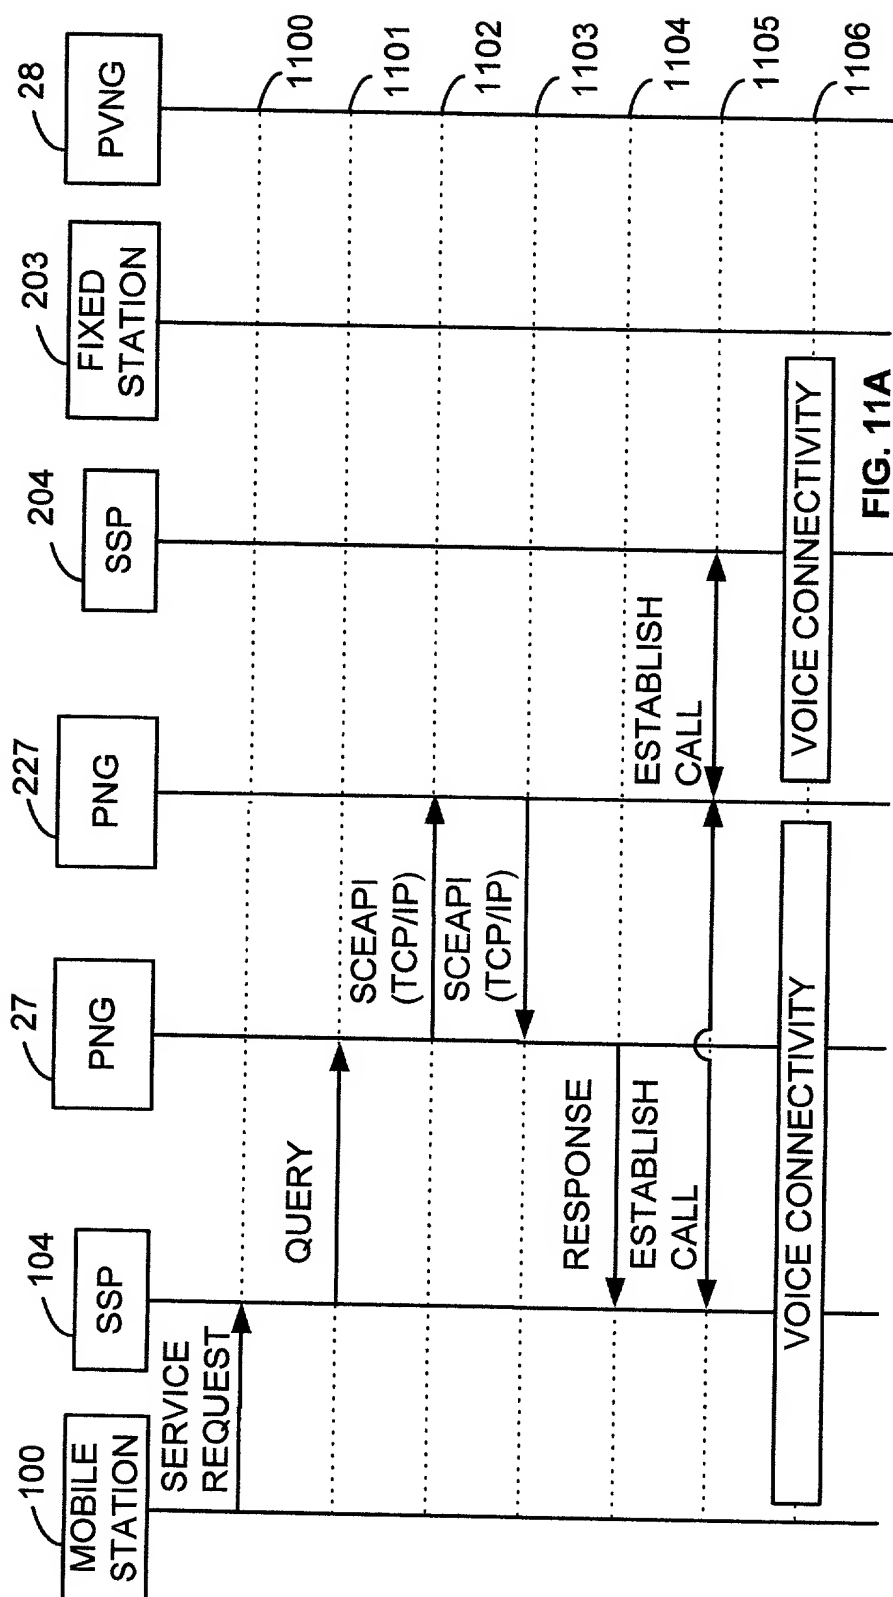 100
MOBILE
STATION
104
SSP
27
PNG
227
PNG
204
SSP
203
FIXED
STATION
28
PVNG
SERVICE
REQUEST
1100
QUERY
1101
SCEAPI
(TCP/IP)
1102
SCEAPI
(TCP/IP)
1103
RESPONSE
1104
ESTABLISH
CALL
ESTABLISH
CALL
1105
VOICE CONNECTIVITY
VOICE CONNECTIVITY
1106
FIG. 11A